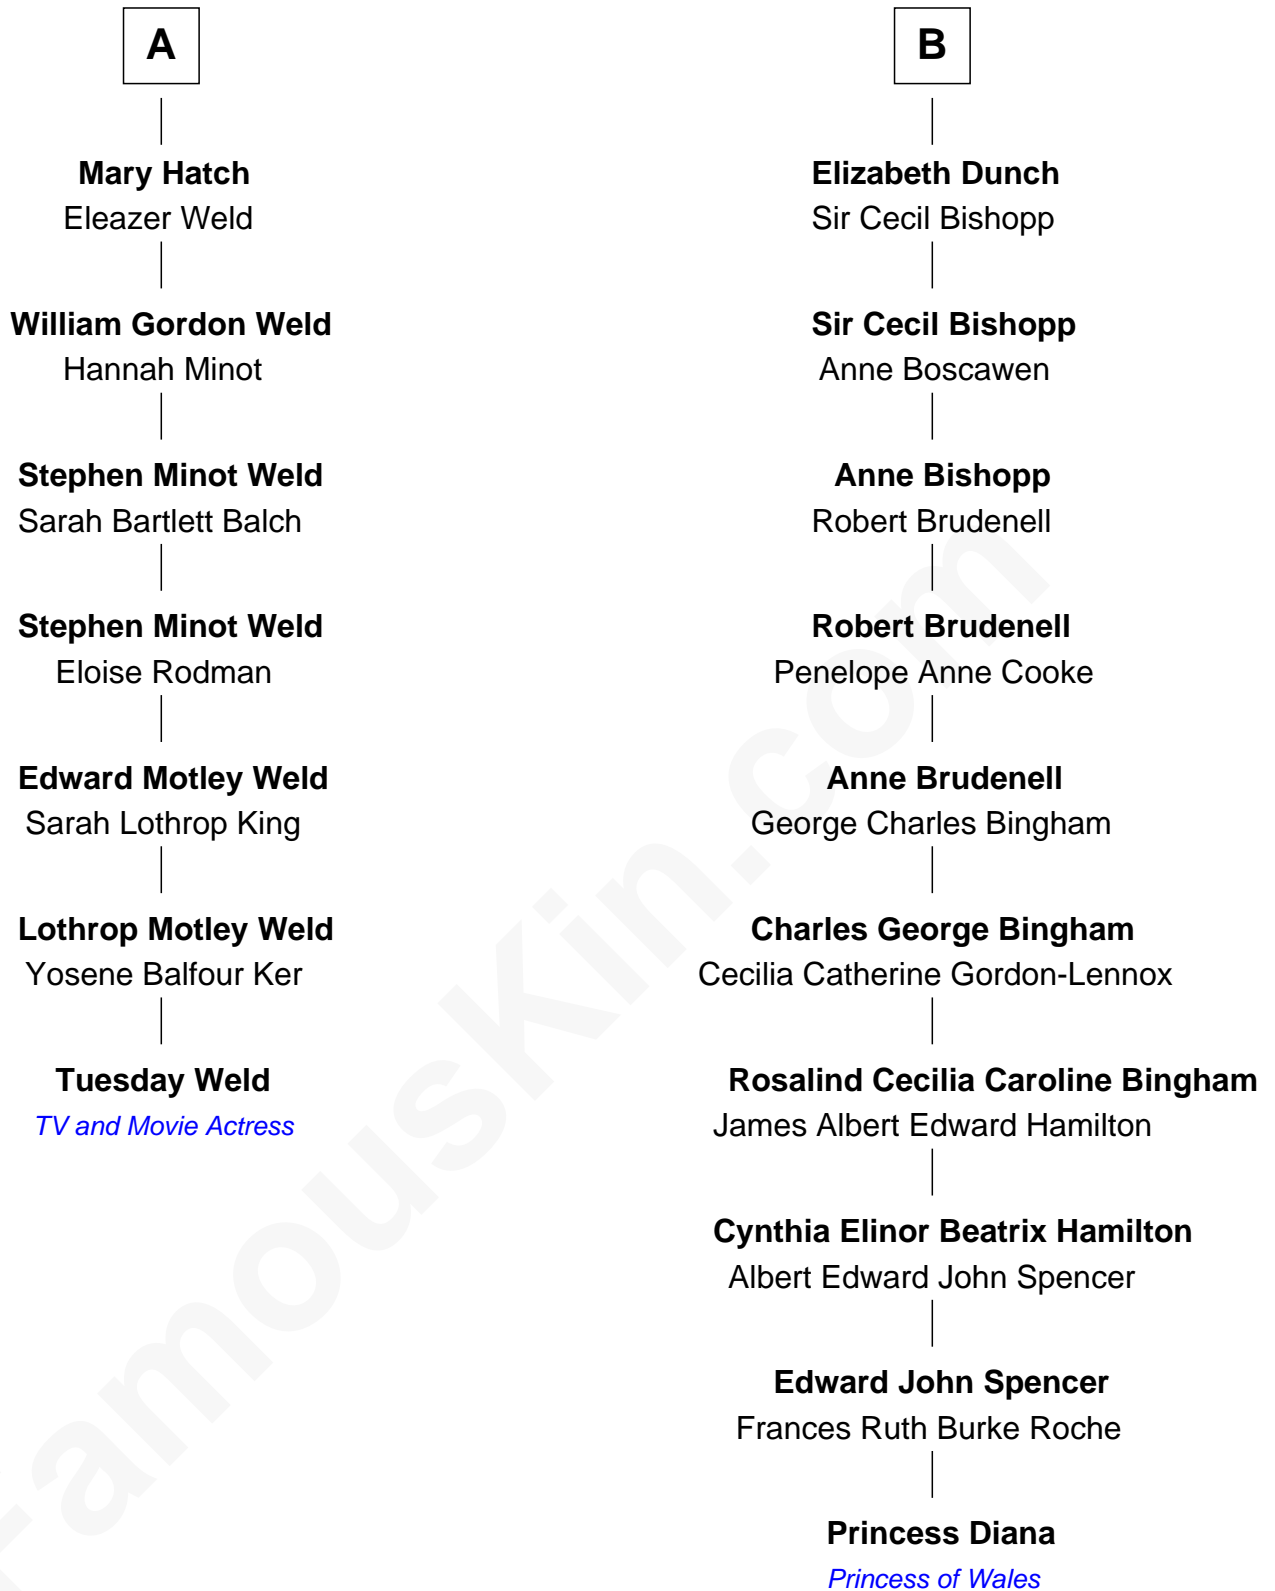 A
Mary Hatch
Eleazer Weld
William Gordon Weld
Hannah Minot
Stephen Minot Weld
Sarah Bartlett Balch
Stephen Minot Weld
Eloise Rodman
Edward Motley Weld
Sarah Lothrop King
Lothrop Motley Weld
Yosene Balfour Ker
Tuesday Weld
TV and Movie Actress
B
Elizabeth Dunch
Sir Cecil Bishopp
Sir Cecil Bishopp
Anne Boscawen
Anne Bishopp
Robert Brudenell
Robert Brudenell
Penelope Anne Cooke
Anne Brudenell
George Charles Bingham
Charles George Bingham
Cecilia Catherine Gordon-Lennox
Rosalind Cecilia Caroline Bingham
James Albert Edward Hamilton
Cynthia Elinor Beatrix Hamilton
Albert Edward John Spencer
Edward John Spencer
Frances Ruth Burke Roche
Princess Diana
Princess of Wales
FamousKin.com